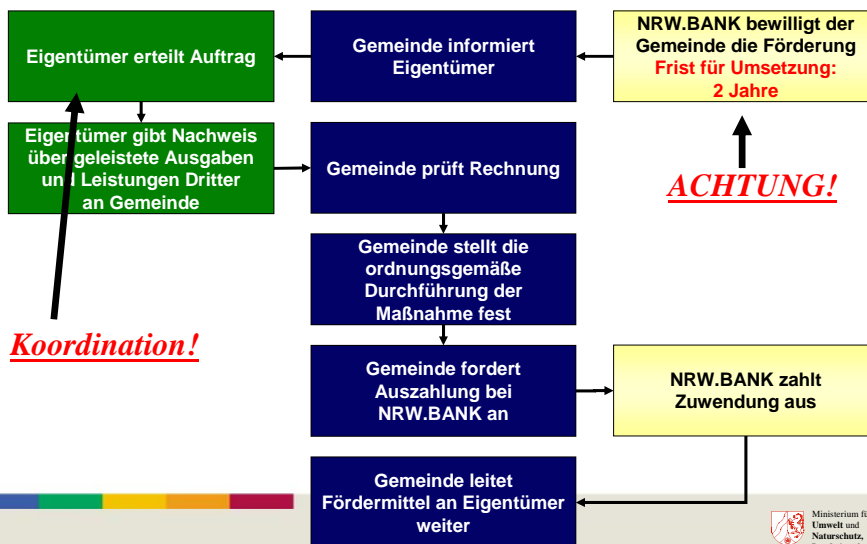 Eigentümer erteilt Auftrag
Gemeinde informiert
Eigentümer
NRW.BANK bewilligt der
Gemeinde die Förderung
Frist für Umsetzung:
2 Jahre
Eigentümer gibt Nachweis
über geleistete Ausgaben
und Leistungen Dritter
an Gemeinde
Gemeinde prüft Rechnung
ACHTUNG!
Gemeinde stellt die
ordnungsgemäße
Durchführung der
Maßnahme fest
Koordination!
Gemeinde fordert
Auszahlung bei
NRW.BANK an
NRW.BANK zahlt
Zuwendung aus
Gemeinde leitet
Fördermittel an Eigentümer
weiter
Ministerium fü
Umwelt und
Naturschutz,